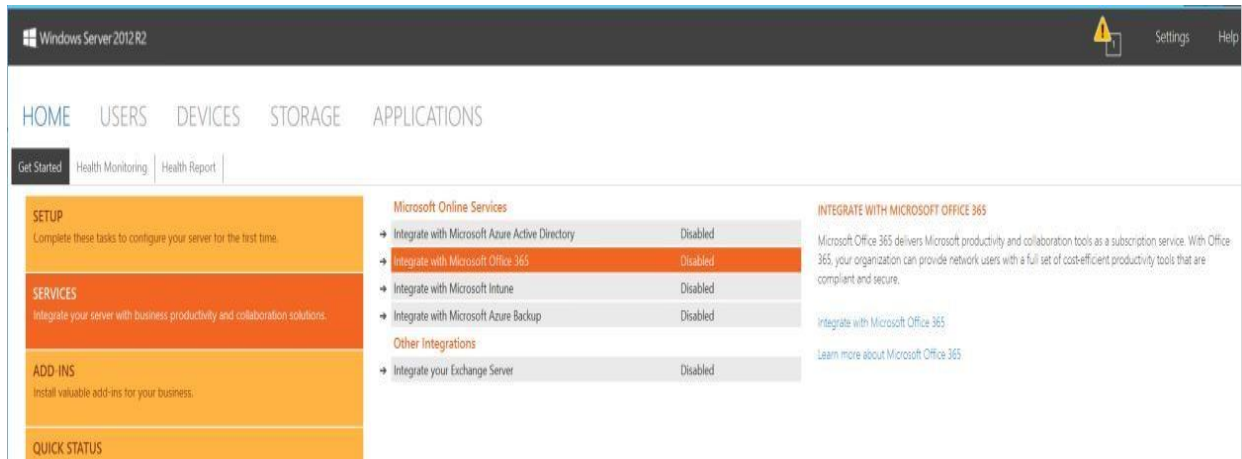 Windows Server 2012 R2
1
Settings
Help
HOME
USERS
DEVICES
STORAGE
APPLICATIONS
Get Started
Health Monitoring
Health Report
SETUP
Complete these tasks to configure your server for the first time.
SERVICES
Integrate your server with business productivity and collaboration solutions.
ADD-INS
Install valuable add-ins for your business.
QUICK STATUS
Microsoft Online Services
Integrate with Microsoft Azure Active Directory Disabled
Integrate with Microsoft Office 365 Disabled
Integrate with Microsoft Intune Disabled
Integrate with Microsoft Azure Backup Disabled
Other Integrations
Integrate your Exchange Server Disabled
INTEGRATE WITH MICROSOFT OFFICE 365
Microsoft Office 365 delivers Microsoft productivity and collaboration tools as a subscription service. With Office
365, your organization can provide network users with a full set of cost-efficient productivity tools that are
compliant and secure.
Integrate with Microsoft Office 365
Learn more about Microsoft Office 365